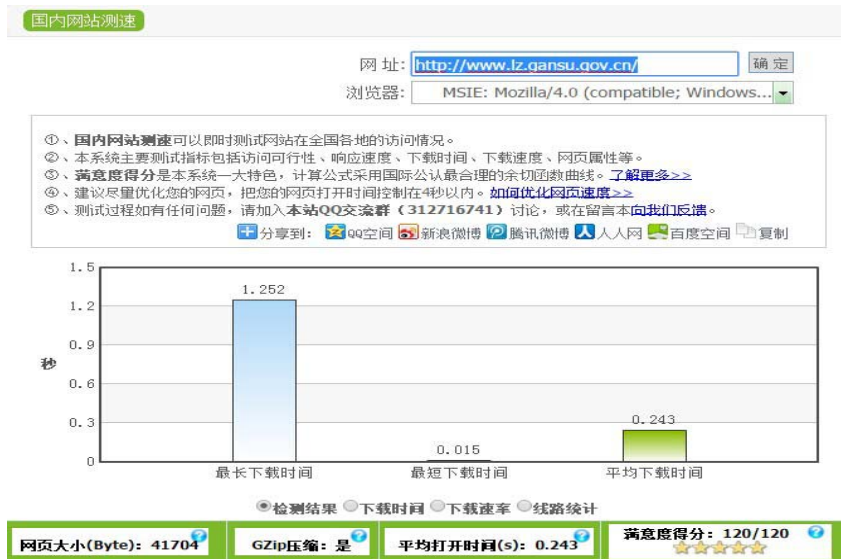 国内网站测速
网 址: http://www.lz.gansu.gov.cn/ 确 定
浏览器: MSIE: Mozilla/4.0 (compatible; Windows...
①、国内网站测速可以即时测试网站在全国各地的访问情况。
②、本系统主要测试指标包括访问可行性、响应速度、下载时间、下载速度、网页属性等。
③、满意度得分是本系统一大特色，计算公式采用国际公认最合理的余切函数曲线。了解更多>>
④、建议尽量优化您的网页，把您的网页打开时间控制在4秒以内。如何优化网页速度>>
⑤、测试过程如有任何问题，请加入本站QQ交流群（312716741）讨论，或在留言本向我们反馈。
分享到： QQ空间 新浪微博 腾讯微博 人人网 百度空间 复制
1.5
1.252
1.2
0.9
秒
0.6
0.3
0.243
0.015
0
最长下载时间 最短下载时间 平均下载时间
检测结果 下载时间 下载速率 线路统计
网页大小(Byte): 41704 GZip压缩: 是 平均打开时间(s): 0.243 满意度得分: 120/120